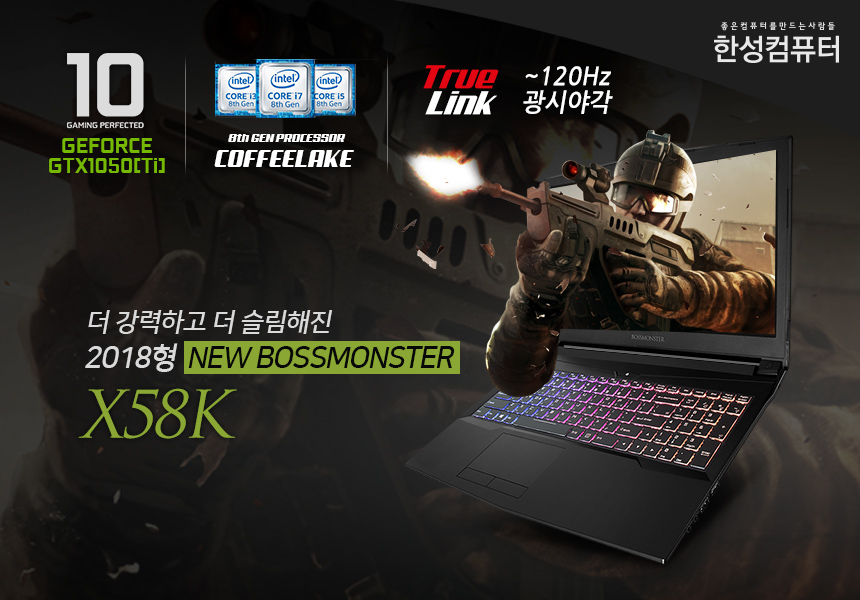 좋은컴퓨터를만드는사람들
한성컴퓨터
10
GAMING PERFECTED
GEFORCE
GTX1050[Ti]
intel
CORE i3
8th Gen
intel
CORE i7
8th Gen
intel
CORE i5
8th Gen
8th GEN PROCESSOR
COFFEELAKE
True
Link
~120Hz
광시야각
더 강력하고 더 슬림해진
2018형 NEW BOSSMONSTER
X58K
BOSSMONSTER